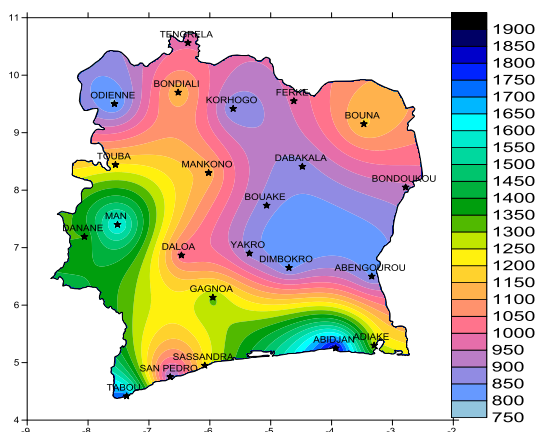 11
10
9
8
7
6
5
4
-9
-8
-7
-6
-5
-4
-3
-2
TENGRELA
BONDIALI
ODIENNE
KORHOGO
FERKE
BOUNA
TOUBA
MANKONO
DABAKALA
BONDOUKOU
BOUAKE
MAN
DANANE
DALOA
YAKRO
DIMBOKRO
ABENGOUROU
GAGNOA
ABIDJAN
ADIAKE
SASSANDRA
SAN PEDRO
TABOU
1900
1850
1800
1750
1700
1650
1600
1550
1500
1450
1400
1350
1300
1250
1200
1150
1100
1050
1000
950
900
850
800
750